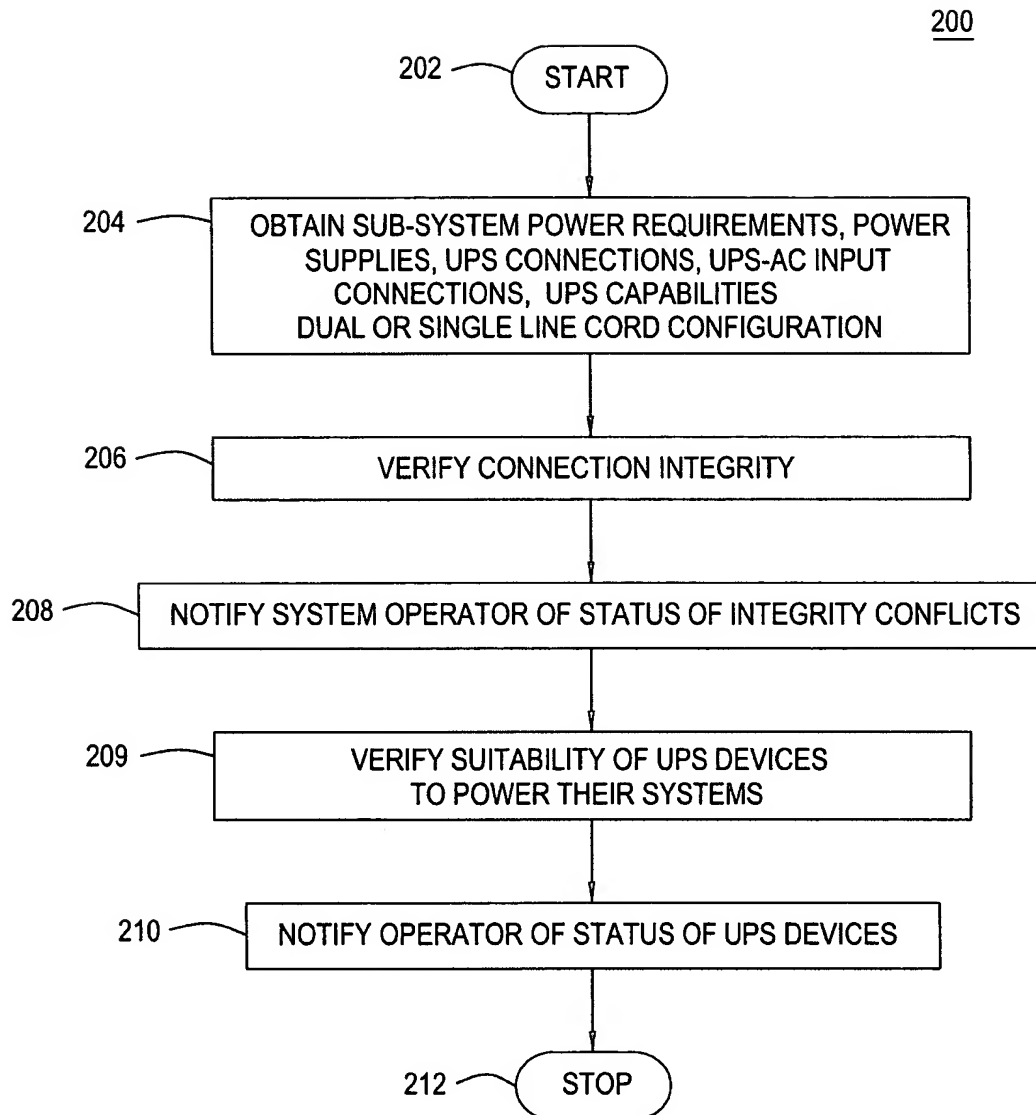 200
202
START
204
OBTAIN SUB-SYSTEM POWER REQUIREMENTS, POWER
SUPPLIES, UPS CONNECTIONS, UPS-AC INPUT
CONNECTIONS, UPS CAPABILITIES
DUAL OR SINGLE LINE CORD CONFIGURATION
206
VERIFY CONNECTION INTEGRITY
208
NOTIFY SYSTEM OPERATOR OF STATUS OF INTEGRITY CONFLICTS
209
VERIFY SUITABILITY OF UPS DEVICES
TO POWER THEIR SYSTEMS
210
NOTIFY OPERATOR OF STATUS OF UPS DEVICES
212
STOP